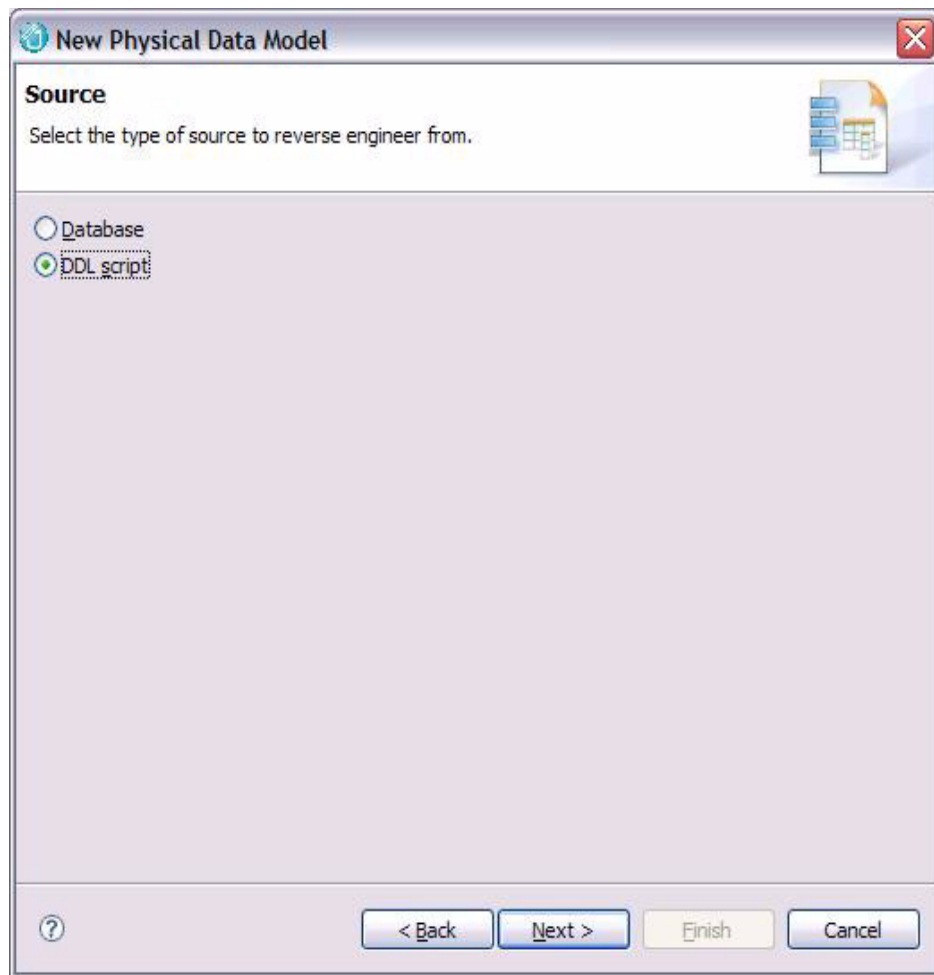 New Physical Data Model
Source
Select the type of source to reverse engineer from.
Database
DDL script
?
< Back
Next >
Finish
Cancel